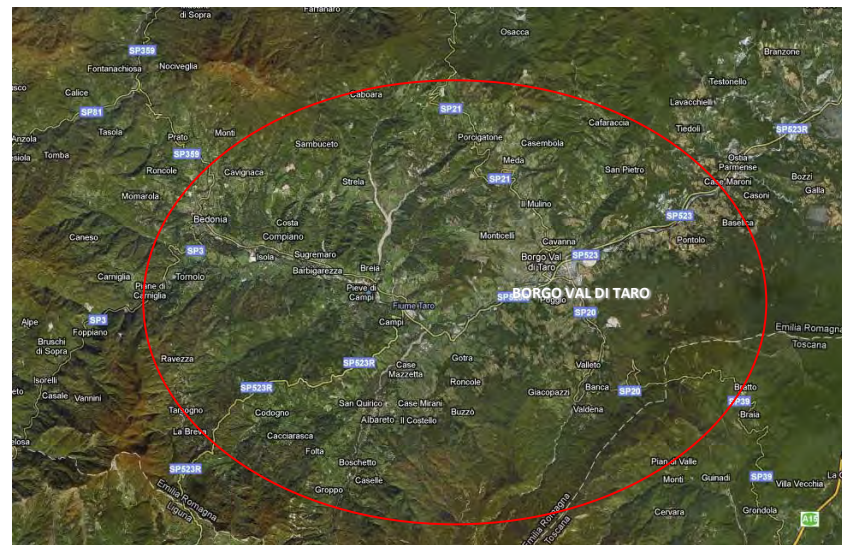 di Sopra
Farfanaro
Osacca
SP359
Branzone
Fontanachiosa
Nociveglia
Testonello
Calice
Caboara
Lavacchielli
SP81
SP21
Cafaraccia
Tiedoli
SP523R
Anzola
Tasola
Prato
Monti
Porcigatone
Casembola
Tomba
SP359
Sambuceto
Meda
Ostia
Parmense
Roncole
Cavignaca
Strela
SP21
San Pietro
Case Maroni
Bozzi
Galla
Momarola
Casoni
Il Mulino
SP523
Bedonia
Costa
Baselica
Caneso
Compiano
Monticelli
Cavanna
Pontolo
SP3
Isola
Sugremaro
Borgo Val
di Taro
SP523
Barbigarezza
Breia
Carniglia
Tornolo
Piane di
Carniglia
Pieve di
Campi
Fiume Taro
BORGO VAL DI TARO
Poggio
SP20
Alpe
SP3
Foppiano
Campi
Emilia Romagna
Toscana
Bruschi
di Sopra
Ravezza
SP523R
Gotra
Valleto
Case
Mazzetta
Isorelli
SP523R
Roncole
Giacopazzi
Banca
SP20
Bratto
Casale
Vannini
SP39
Tarsogno
Codogno
San Quirico
Case Mirani
Buzzò
Valdena
Braia
Albareto
Il Costello
La Breva
Cacciarasca
Folta
SP523R
Boschetto
Pian di Valle
Caselle
Monti
Guinadi
SP39
Villa Vecchia
Groppo
Emilia Romagna
Liguria
Cervara
Grondola
Emilia Romagna
Toscana
A15